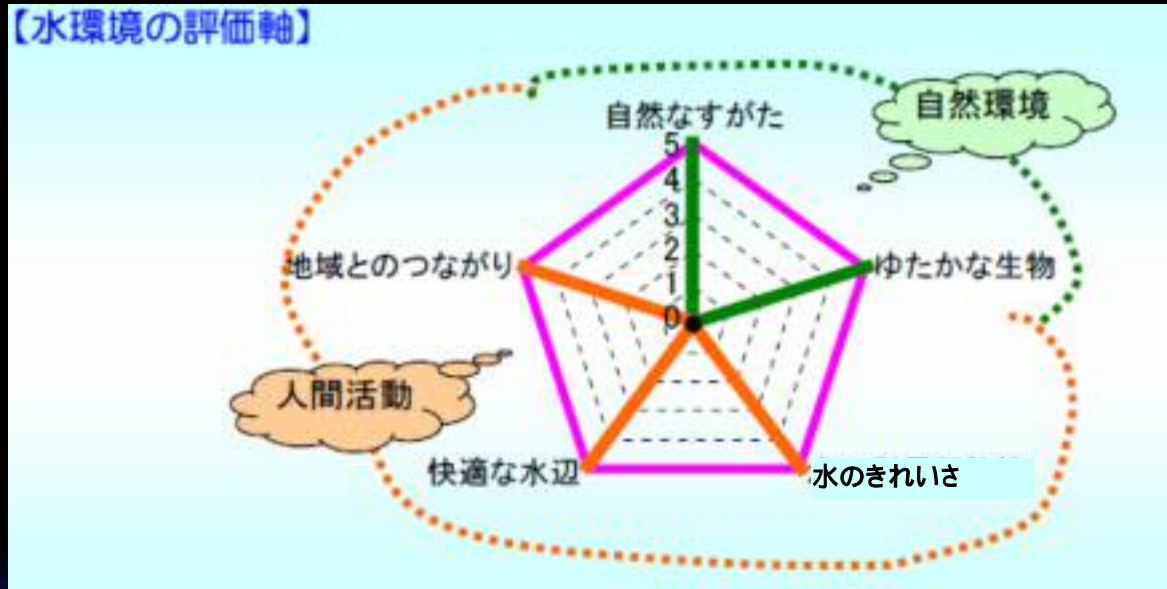 【水環境の評価軸】
自然環境
自然なすがた
5
4
3
2
1
0
地域とのつながり
ゆたかな生物
人間活動
快適な水辺
水のきれいさ